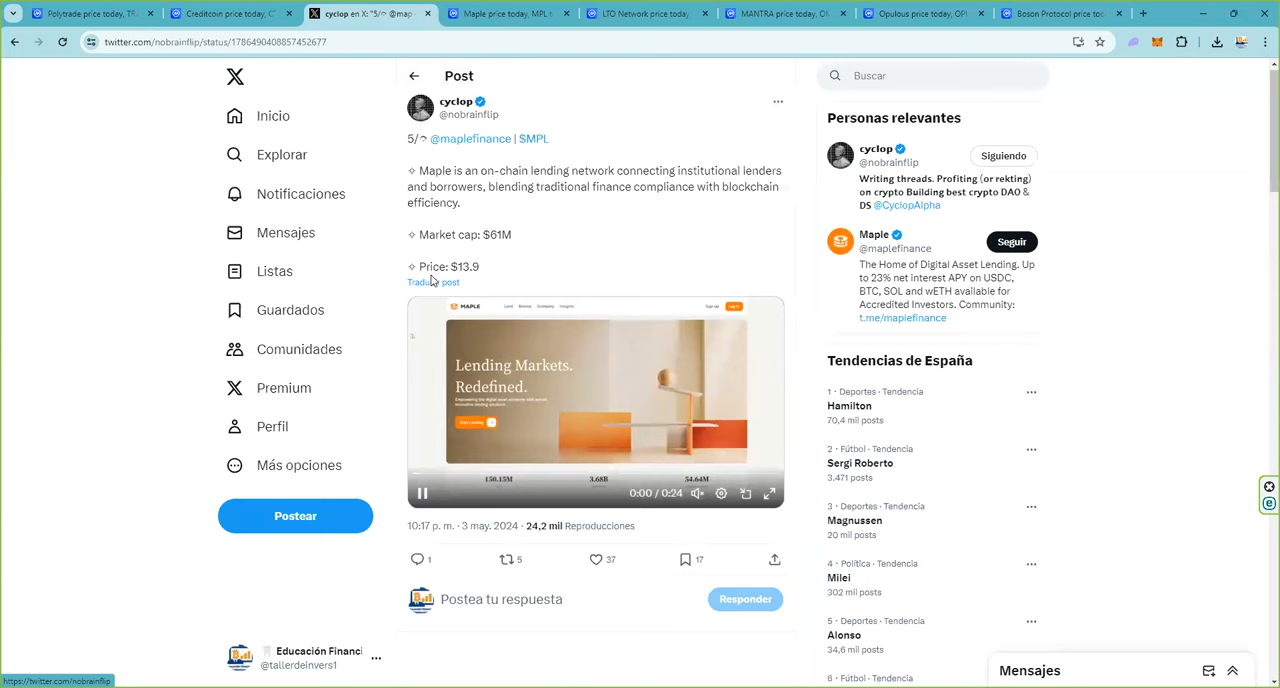 Polytrade price today, TR
Creditcoin price today, C
cyclop en X: "5/⌒ @map
Maple price today, MPL t
LTO Network price today
MANTRA price today, O
Opulous price today, OP
Boson Protocol price to
twitter.com/nobrainflip/status/1786490408857452677
Inicio
Explorar
Notificaciones
Mensajes
Listas
Guardados
Comunidades
Premium
Perfil
Más opciones
Postear
Educación Financi
@tallerdeinvers1
https://twitter.com/nobrainflip
Post
cyclop
@nobrainflip
5/⌒ @maplefinance | $MPL
✧ Maple is an on-chain lending network connecting institutional lenders
and borrowers, blending traditional finance compliance with blockchain
efficiency.
✧ Market cap: $61M
✧ Price: $13.9
Tradu post
MAPLE
Lend Borrow Company Insights
Sign Up
Lending Markets.
Redefined.
150.15M 3.68B 54.64M
0:00 / 0:24
10:17 p. m. · 3 may. 2024 · 24,2 mil Reproducciones
1 5 37 17
Postea tu respuesta
Responder
Buscar
Personas relevantes
cyclop
@nobrainflip
Siguiendo
Writing threads. Profiting (or rekting)
on crypto Building best crypto DAO &
DS @CyclopAlpha
Maple
@maplefinance
Seguir
The Home of Digital Asset Lending. Up
to 23% net interest APY on USDC,
BTC, SOL and wETH available for
Accredited Investors. Community:
t.me/maplefinance
Tendencias de España
1 · Deportes · Tendencia
Hamilton
70,4 mil posts
2 · Fútbol · Tendencia
Sergi Roberto
3.471 posts
3 · Deportes · Tendencia
Magnussen
20 mil posts
4 · Política · Tendencia
Milei
302 mil posts
5 · Deportes · Tendencia
Alonso
34,6 mil posts
6 · Fútbol · Tendencia
Mensajes